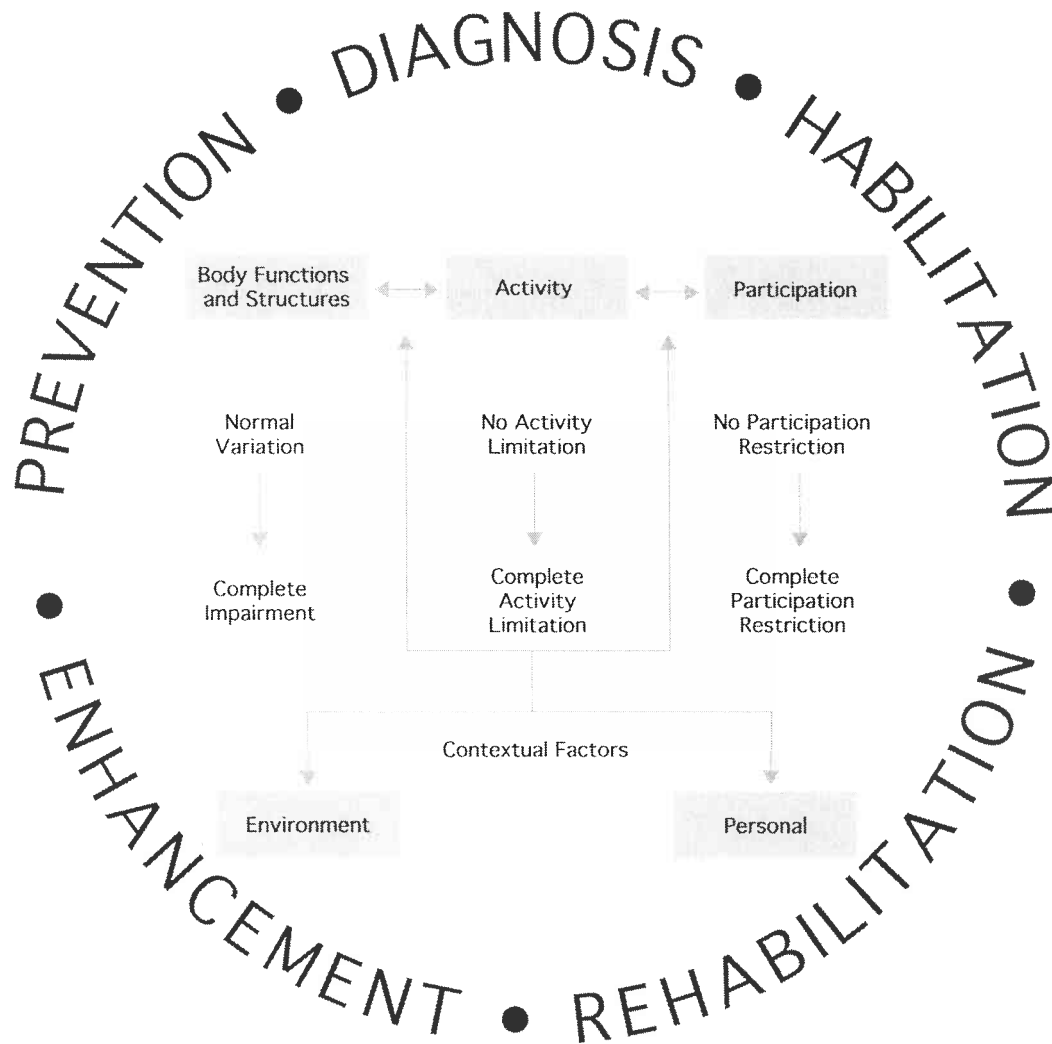 PREVENTION • DIAGNOSIS • HABILITATION • REHABILITATION • ENHANCEMENT •
Body Functions
and Structures
Activity
Participation
Normal
Variation
No Activity
Limitation
No Participation
Restriction
Complete
Impairment
Complete
Activity
Limitation
Complete
Participation
Restriction
Contextual Factors
Environment
Personal